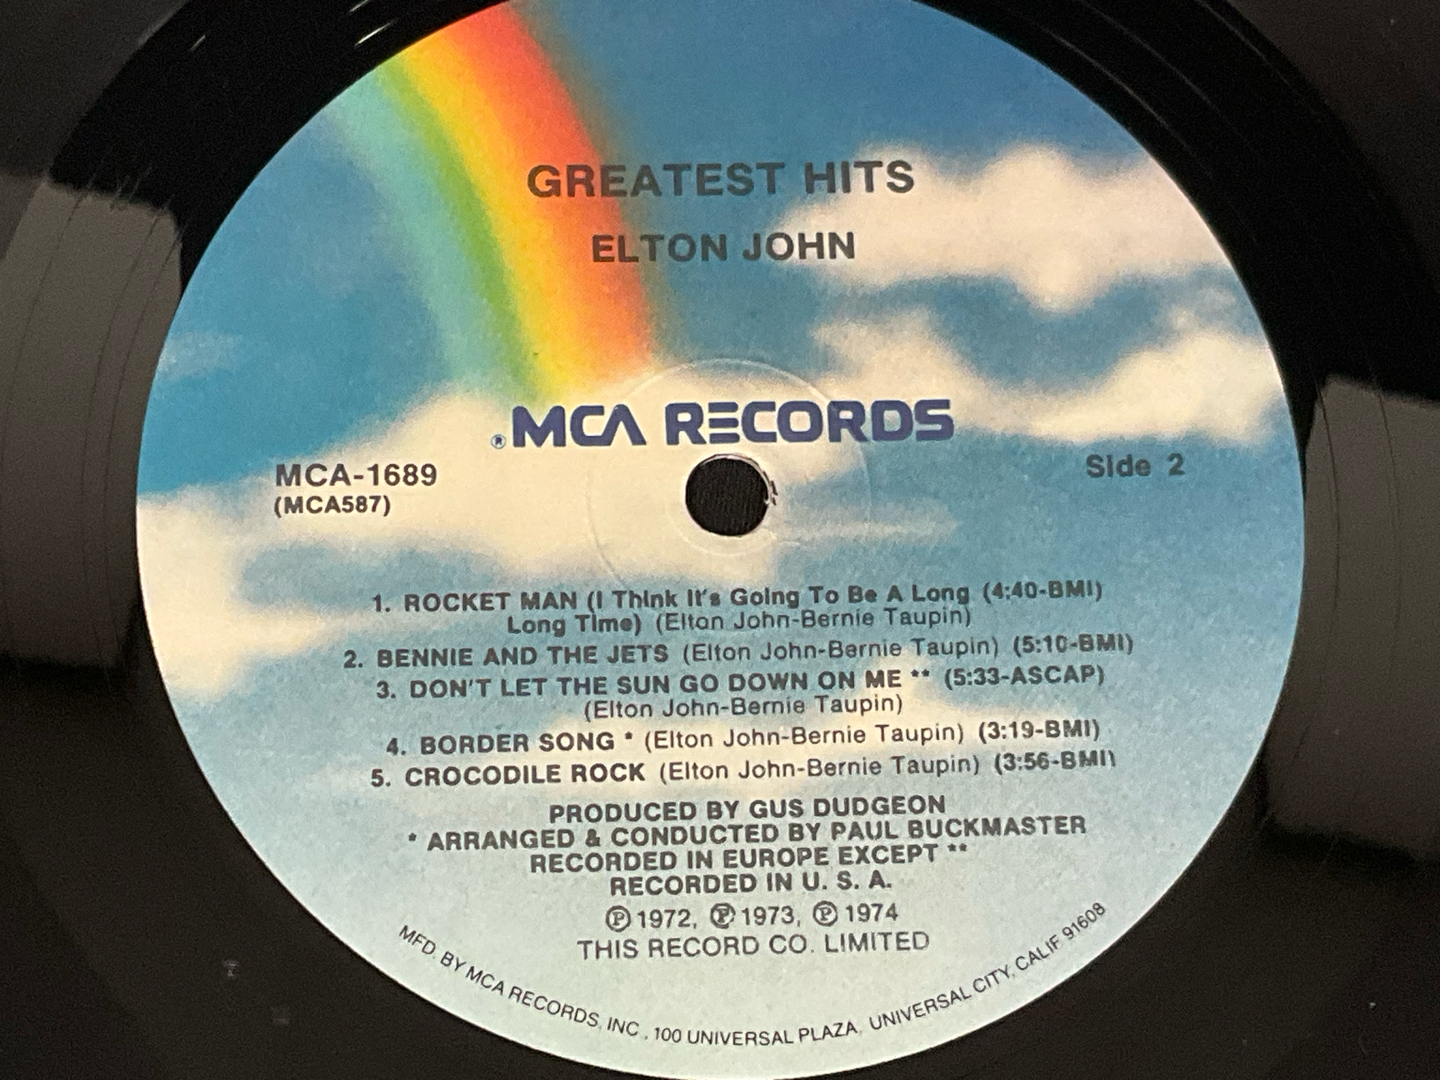 GREATEST HITS
ELTON JOHN
® MCA RECORDS
MCA-1689
(MCA587)
Side 2
1. ROCKET MAN (I Think It's Going To Be A Long (4:40-BMI)
Long Time) (Elton John-Bernie Taupin)
2. BENNIE AND THE JETS (Elton John-Bernie Taupin) (5:10-BMI)
3. DON'T LET THE SUN GO DOWN ON ME ** (5:33-ASCAP)
(Elton John-Bernie Taupin)
4. BORDER SONG * (Elton John-Bernie Taupin) (3:19-BMI)
5. CROCODILE ROCK (Elton John-Bernie Taupin) (3:56-BMI)
PRODUCED BY GUS DUDGEON
* ARRANGED & CONDUCTED BY PAUL BUCKMASTER
RECORDED IN EUROPE EXCEPT **
RECORDED IN U. S. A.
℗ 1972, ℗ 1973, ℗ 1974
THIS RECORD CO. LIMITED
MFD. BY MCA RECORDS, INC., 100 UNIVERSAL PLAZA, UNIVERSAL CITY, CALIF 91608